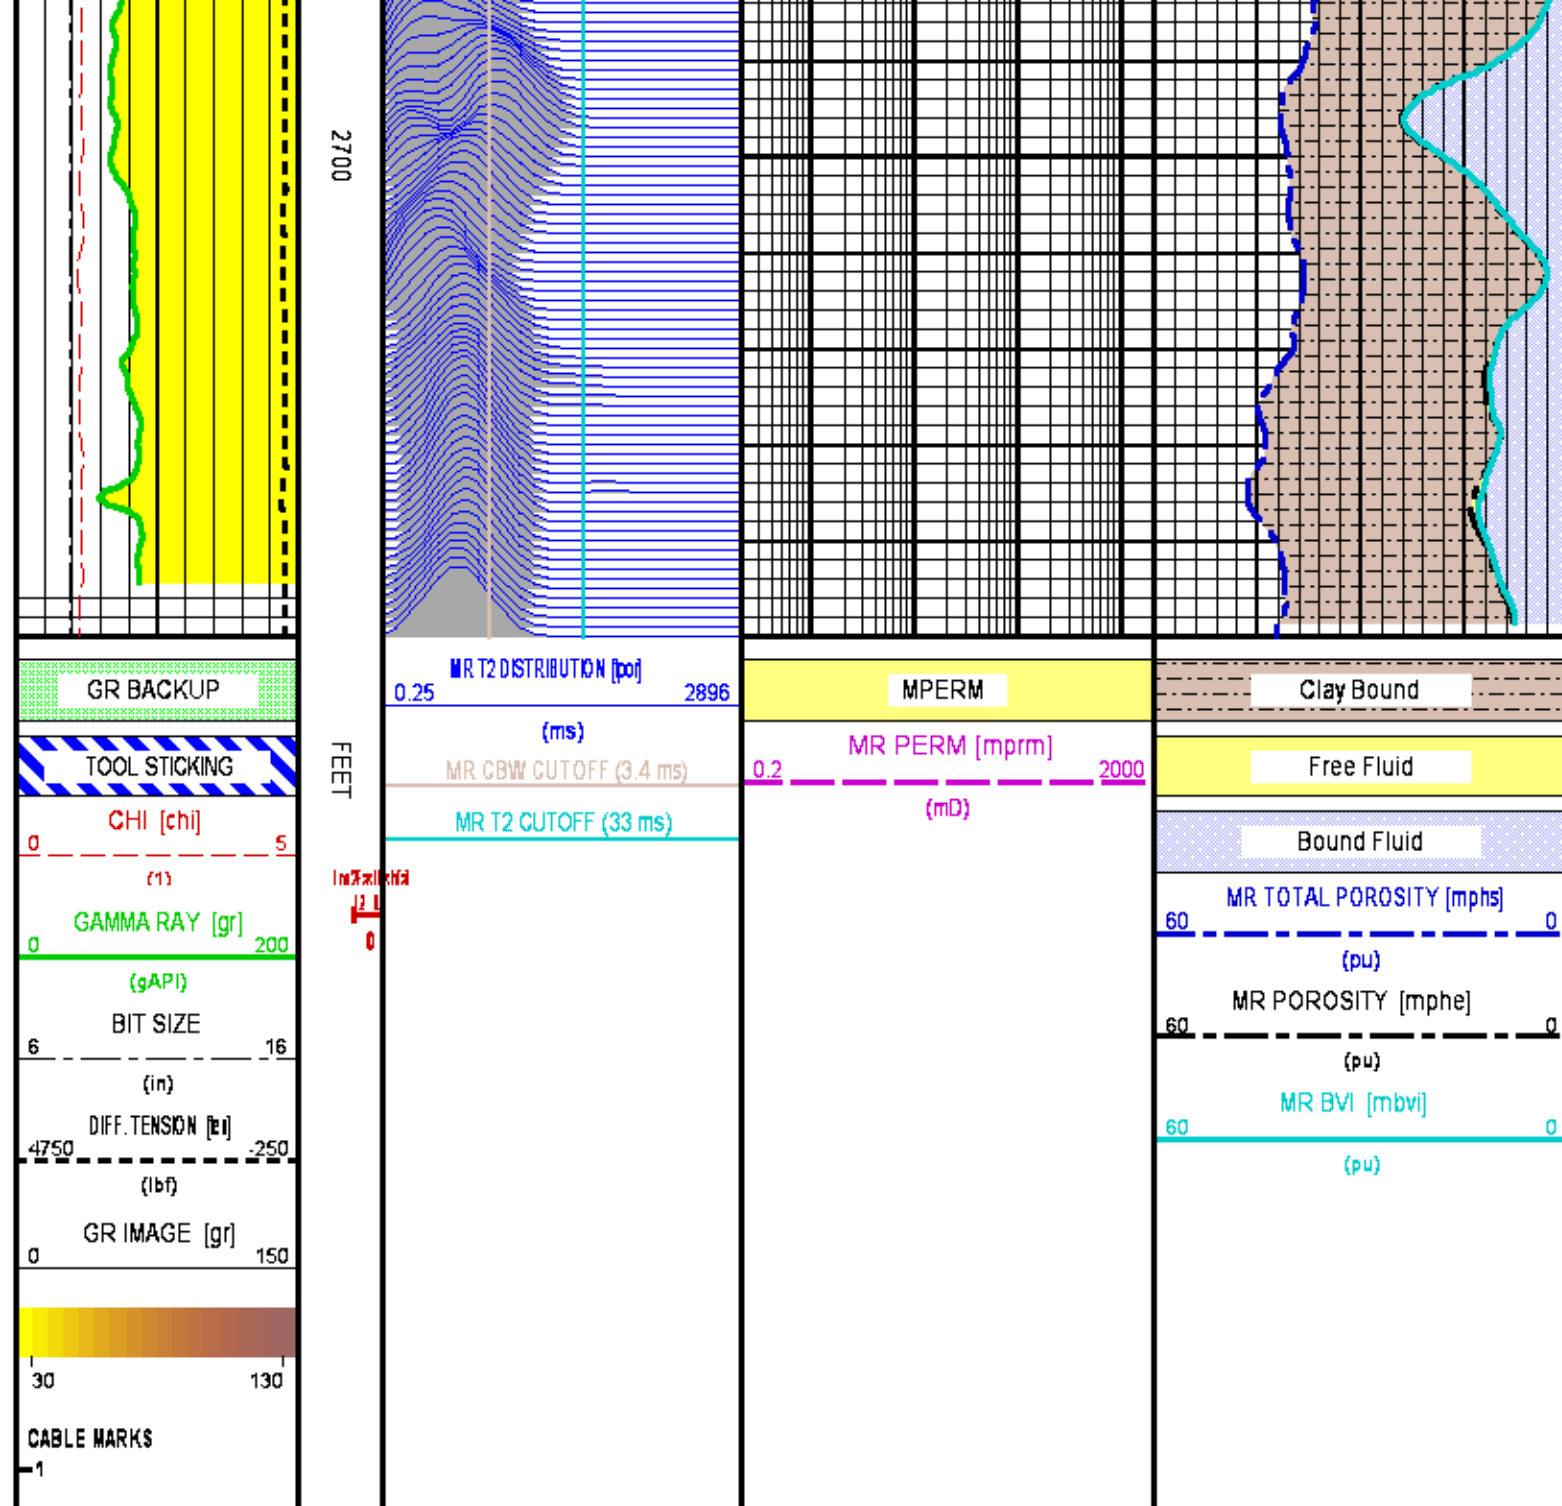 2700
FEET
GR BACKUP
TOOL STICKING
CHI [chi]
0 5
(1)
GAMMA RAY [gr]
0 200
(gAPI)
BIT SIZE
6 16
(in)
DIFF. TENSION
4750 -250
(lbf)
GR IMAGE [gr]
0 150
30 130
CABLE MARKS
1
0
MR T2 DISTRIBUTION [por]
0.25 2896
(ms)
MR CBW CUTOFF (3.4 ms)
MR T2 CUTOFF (33 ms)
MPERM
MR PERM [mprm]
0.2 2000
(mD)
Clay Bound
Free Fluid
Bound Fluid
MR TOTAL POROSITY [mphs]
60 0
(pu)
MR POROSITY [mphe]
60 0
(pu)
MR BVI [mbvi]
60 0
(pu)